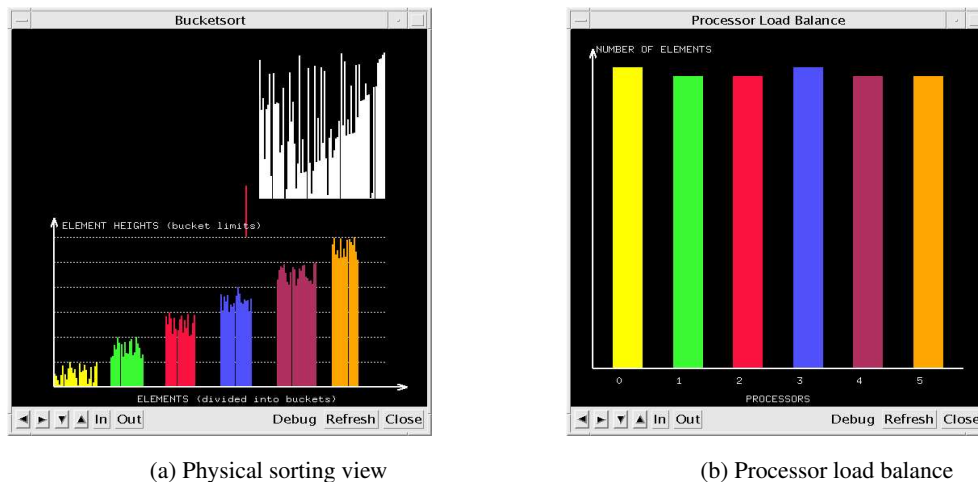 Bucketsort
ELEMENT HEIGHTS (bucket limits)
ELEMENTS (divided into buckets)
In Out Debug Refresh Close
(a) Physical sorting view
Processor Load Balance
NUMBER OF ELEMENTS
0 1 2 3 4 5
PROCESSORS
In Out Debug Refresh Close
(b) Processor load balance